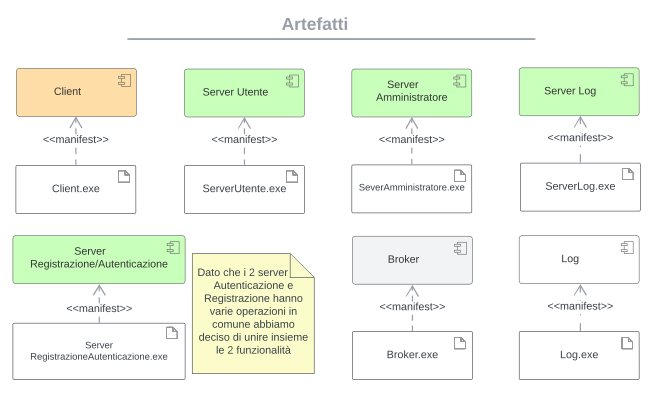 Artefatti
Client
<<manifest>>
Client.exe
Server Utente
<<manifest>>
ServerUtente.exe
Server
Amministratore
<<manifest>>
SeverAmministratore.exe
Server Log
<<manifest>>
ServerLog.exe
Server
Registrazione/Autenticazione
<<manifest>>
Server
RegistrazioneAutenticazione.exe
Dato che i 2 server
Autenticazione e
Registrazione hanno
varie operazioni in
comune abbiamo
deciso di unire insieme
le 2 funzionalità
Broker
<<manifest>>
Broker.exe
Log
<<manifest>>
Log.exe